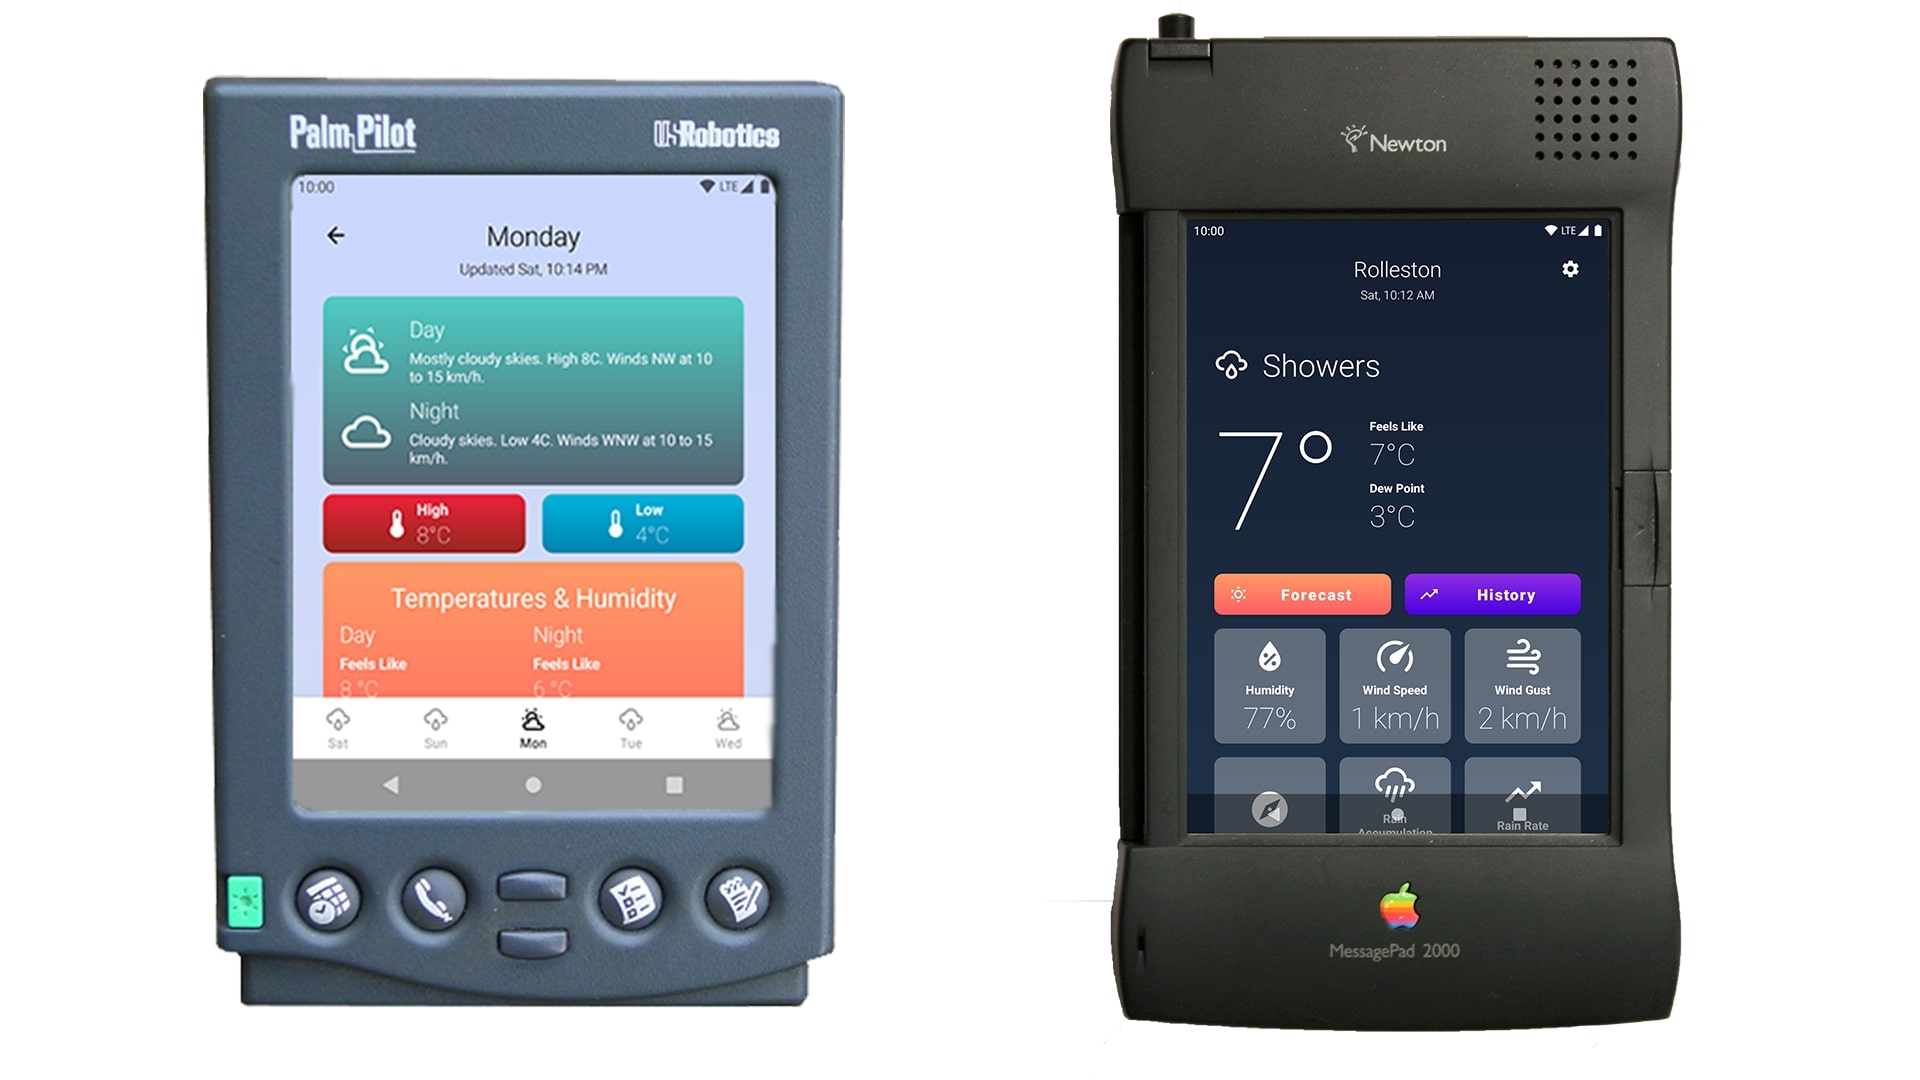 Palm Pilot
US Robotics
10:00
LTE
Monday
Updated Sat, 10:14 PM
Day
Mostly cloudy skies. High 8C. Winds NW at 10
to 15 km/h.
Night
Cloudy skies. Low 4C. Winds WNW at 10 to 15
km/h.
High
8°C
Low
4°C
Temperatures & Humidity
Day
Night
Feels Like
Feels Like
8 °C
6 °C
Sat
Sun
Mon
Tue
Wed
Newton
10:00
LTE
Rolleston
Sat, 10:12 AM
Showers
7°
Feels Like
7°C
Dew Point
3°C
Forecast
History
Humidity
77%
Wind Speed
1 km/h
Wind Gust
2 km/h
Rain
Accumulation
Rain Rate
MessagePad 2000